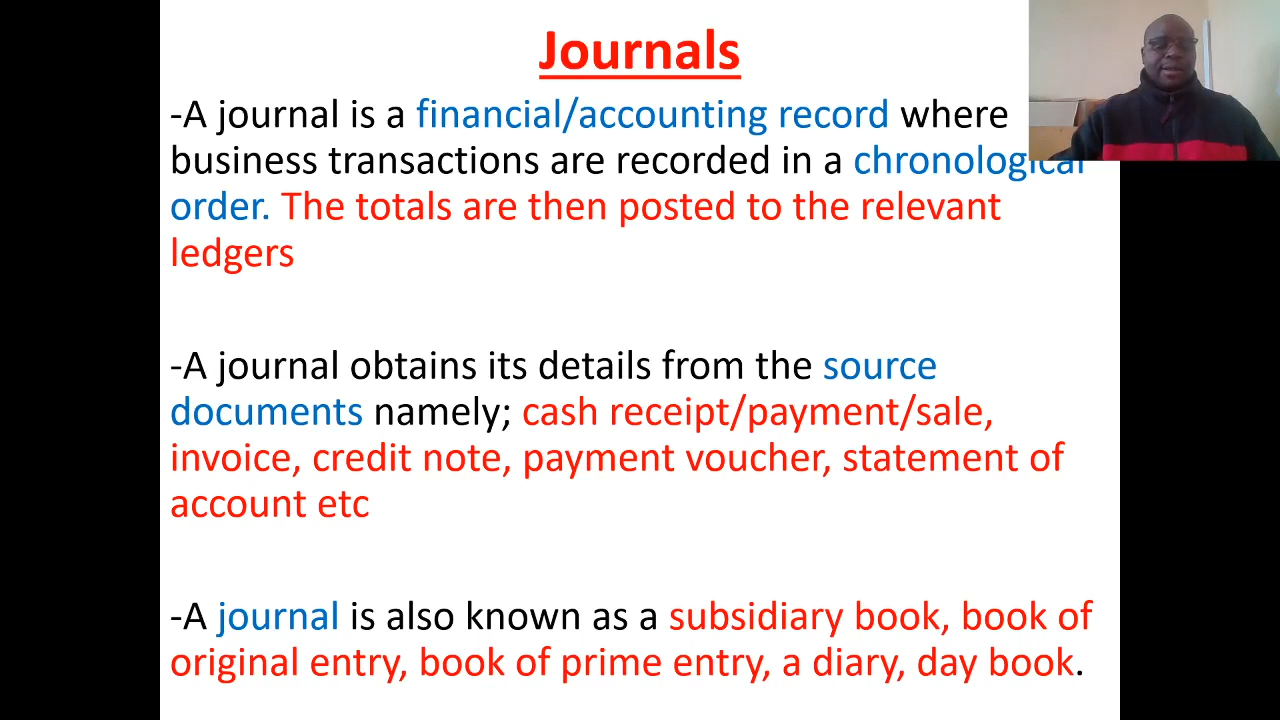 Journals
-A journal is a financial/accounting record where
business transactions are recorded in a chronological
order. The totals are then posted to the relevant
ledgers
-A journal obtains its details from the source
documents namely; cash receipt/payment/sale,
invoice, credit note, payment voucher, statement of
account etc
-A journal is also known as a subsidiary book, book of
original entry, book of prime entry, a diary, day book.